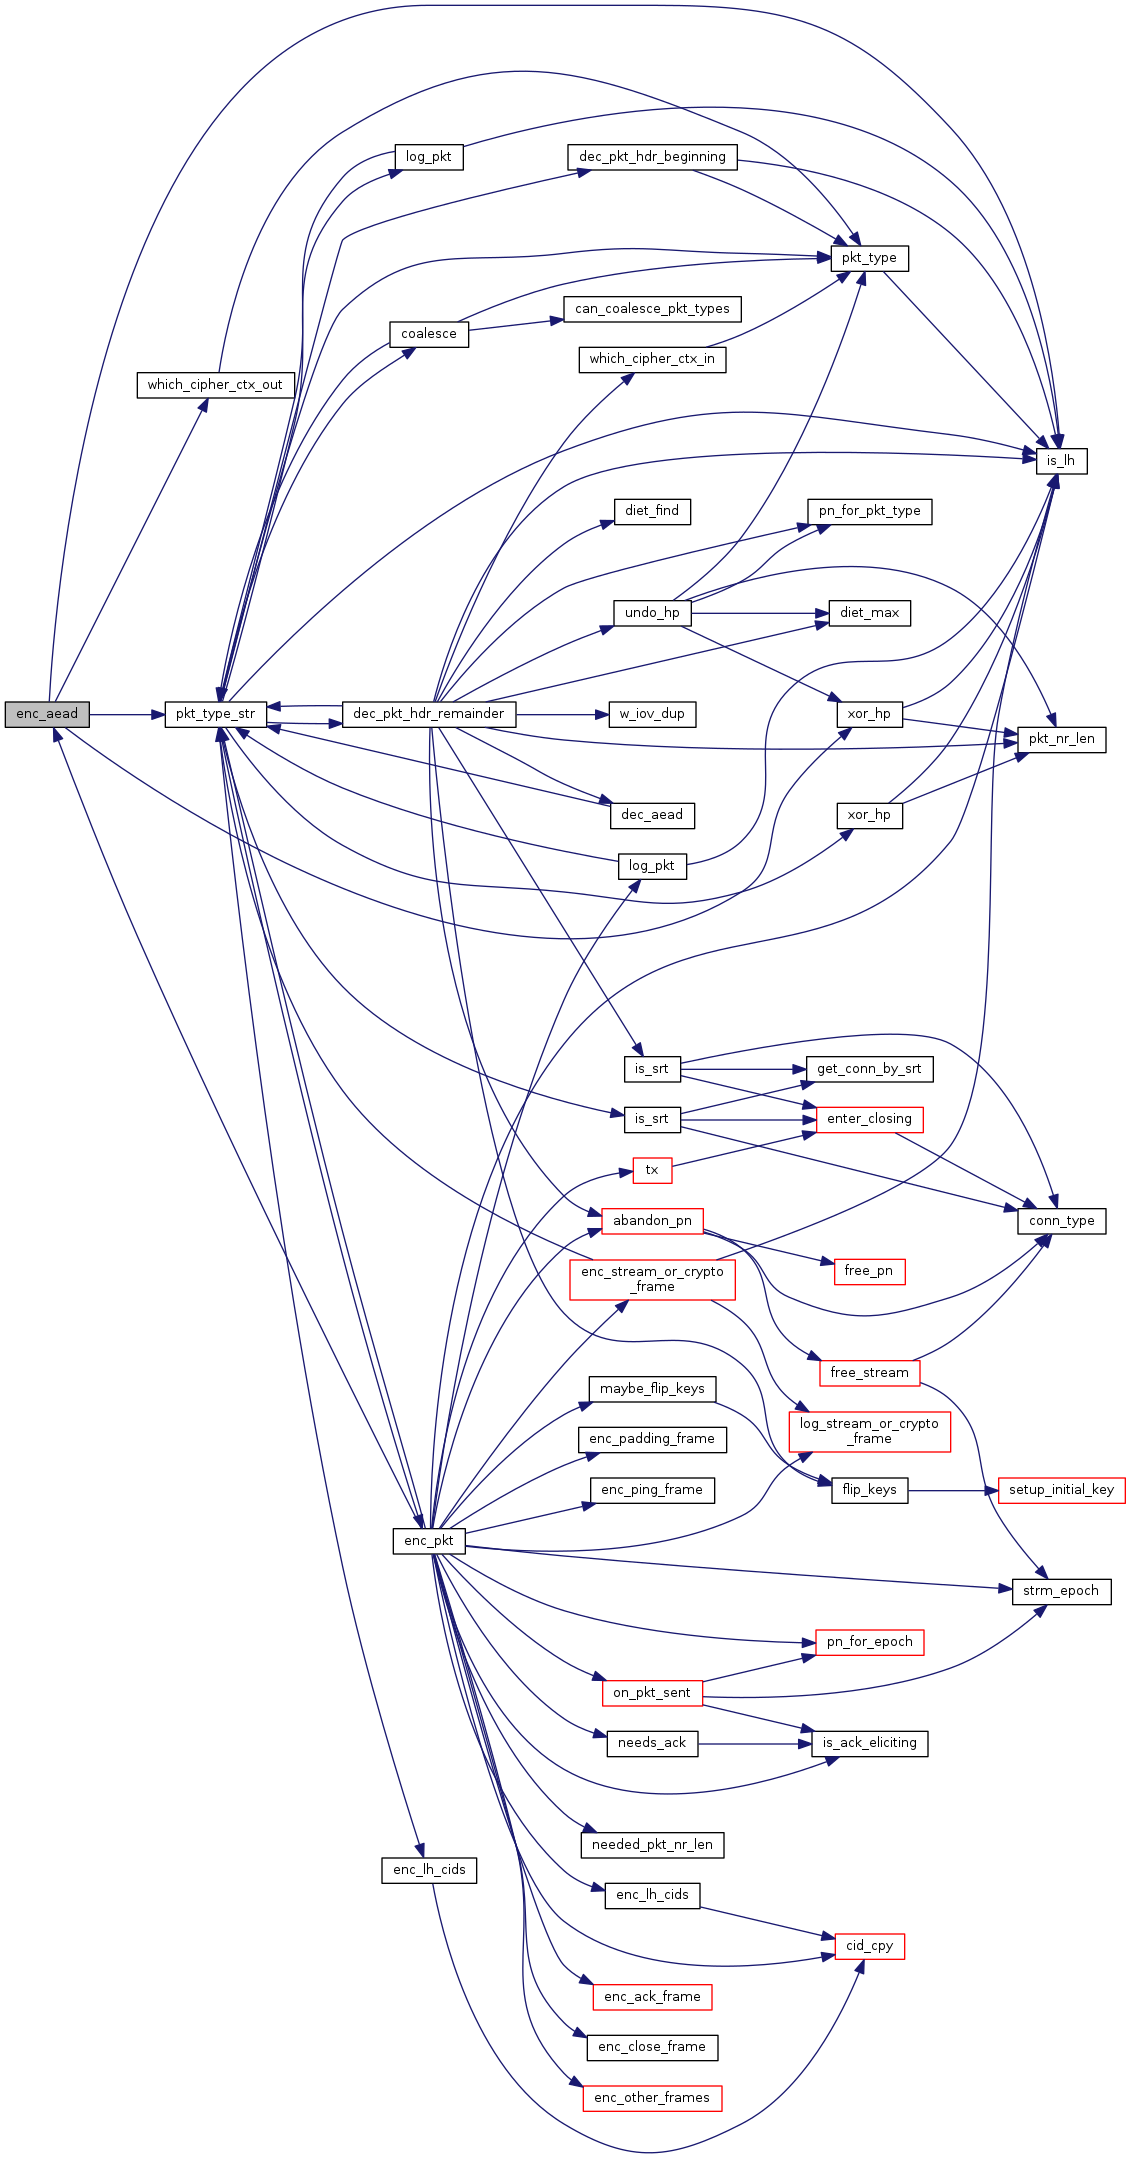 log_pkt
dec_pkt_hdr_beginning
pkt_type
can_coalesce_pkt_types
coalesce
which_cipher_ctx_in
which_cipher_ctx_out
is_lh
diet_find
pn_for_pkt_type
undo_hp
diet_max
enc_aead
pkt_type_str
dec_pkt_hdr_remainder
w_iov_dup
xor_hp
pkt_nr_len
dec_aead
xor_hp
log_pkt
is_srt
get_conn_by_srt
is_srt
enter_closing
tx
abandon_pn
conn_type
enc_stream_or_crypto
_frame
free_pn
free_stream
maybe_flip_keys
log_stream_or_crypto
_frame
enc_padding_frame
enc_ping_frame
flip_keys
setup_initial_key
enc_pkt
strm_epoch
pn_for_epoch
on_pkt_sent
needs_ack
is_ack_eliciting
needed_pkt_nr_len
enc_lh_cids
enc_lh_cids
cid_cpy
enc_ack_frame
enc_close_frame
enc_other_frames